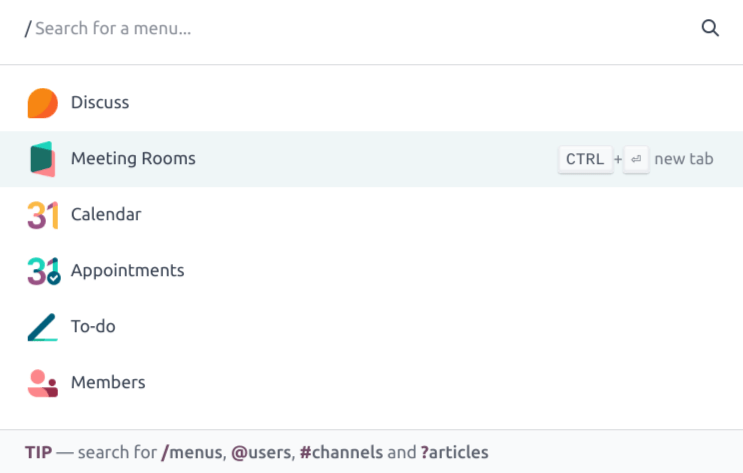 / Search for a menu...
Discuss
Meeting Rooms CTRL + ⏎ new tab
31 Calendar
31 Appointments
To-do
Members
TIP — search for /menus, @users, #channels and ?articles